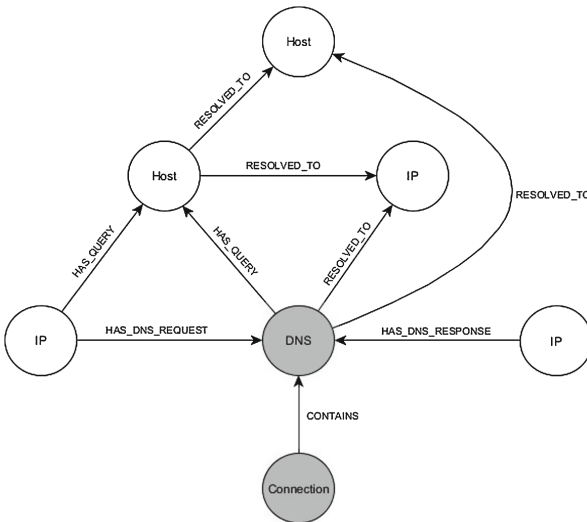 Host
RESOLVED_TO
Host
RESOLVED_TO
IP
RESOLVED_TO
HAS_QUERY
HAS_QUERY
RESOLVED_TO
IP
HAS_DNS_REQUEST
DNS
HAS_DNS_RESPONSE
IP
CONTAINS
Connection